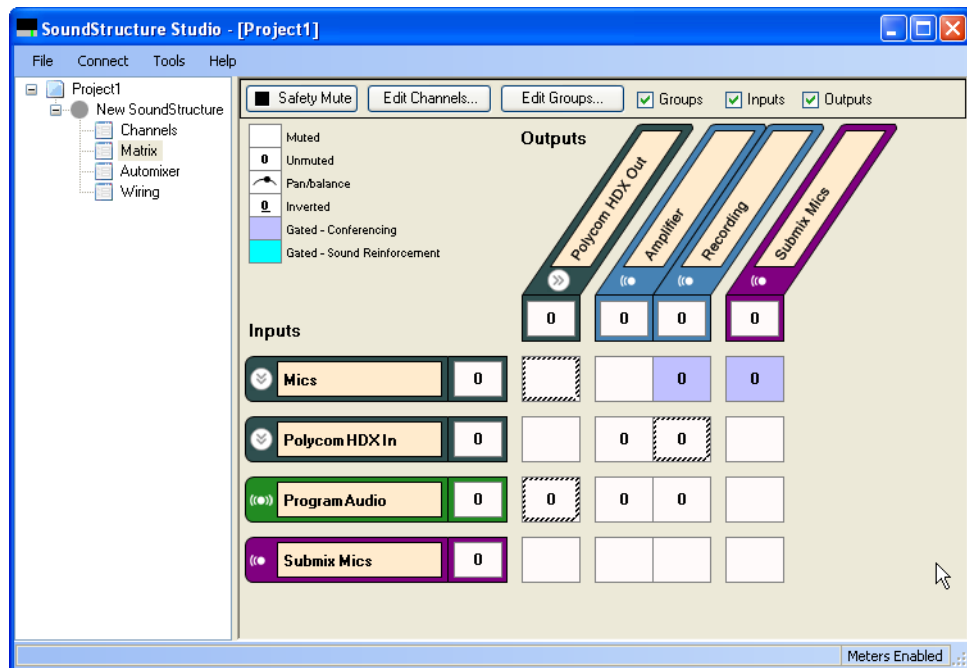 SoundStructure Studio - [Project1]
File Connect Tools Help
Project1
New SoundStructure
Channels
Matrix
Automixer
Wiring
Safety Mute Edit Channels... Edit Groups... Groups Inputs Outputs
Muted
0 Unmuted
Pan/balance
0 Inverted
Gated - Conferencing
Gated - Sound Reinforcement
Outputs
Polycom HDX Out
Amplifier
Recording
Submix Mics
0 0 0 0
Inputs
Mics 0 0 0
Polycom HDX In 0 0 0
Program Audio 0 0 0 0
Submix Mics 0
Meters Enabled